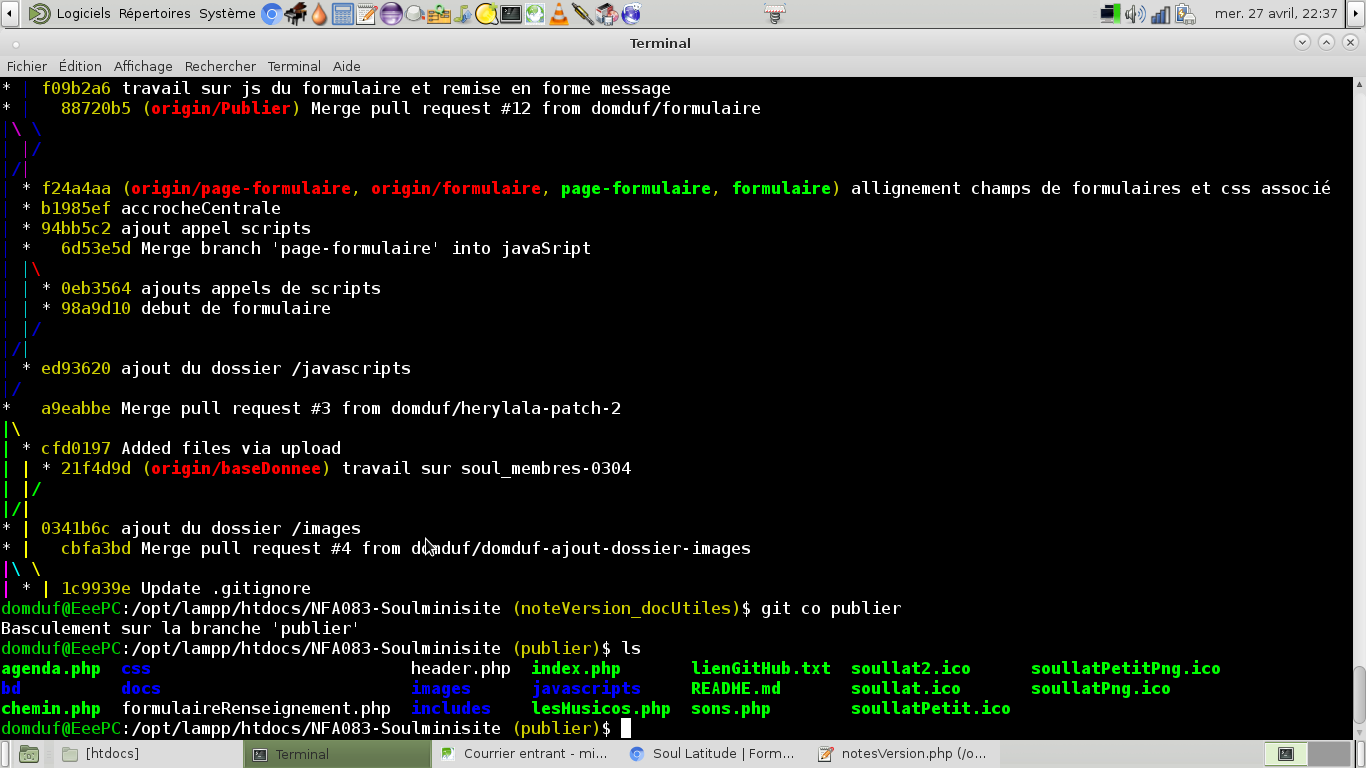 Logiciels Répertoires Système mer. 27 avril, 22:37
Terminal
Fichier Édition Affichage Rechercher Terminal Aide
* f09b2a6 travail sur js du formulaire et remise en forme message
* 88720b5 (origin/Publier) Merge pull request #12 from domduf/formulaire
\ \
|/
/|
* f24a4aa (origin/page-formulaire, origin/formulaire, page-formulaire, formulaire) allignement champs de formulaires et css associé
* b1985ef accrocheCentrale
* 94bb5c2 ajout appel scripts
* 6d53e5d Merge branch 'page-formulaire' into javaSript
|\
| * 0eb3564 ajouts appels de scripts
| * 98a9d10 debut de formulaire
|/
/|
* ed93620 ajout du dossier /javascripts
/
* a9eabbe Merge pull request #3 from domduf/herylala-patch-2
|\
| * cfd0197 Added files via upload
| | * 21f4d9d (origin/baseDonnee) travail sur soul_membres-0304
| |/
|/|
* | 0341b6c ajout du dossier /images
* | cbfa3bd Merge pull request #4 from domduf/domduf-ajout-dossier-images
|\ \
| * | 1c9939e Update .gitignore
domduf@EeePC:/opt/lampp/htdocs/NFA083-Soulminisite (noteVersion_docUtiles)$ git co publier
Basculement sur la branche 'publier'
domduf@EeePC:/opt/lampp/htdocs/NFA083-Soulminisite (publier)$ ls
agenda.php css header.php index.php lienGitHub.txt soullat2.ico soullatPetitPng.ico
bd docs images javascripts README.md soullat.ico soullatPng.ico
chemin.php formulaireRenseignement.php includes lesMusicos.php sons.php soullatPetit.ico
domduf@EeePC:/opt/lampp/htdocs/NFA083-Soulminisite (publier)$
[htdocs] Terminal Courrier entrant - mi... Soul Latitude | Form... notesVersion.php (/o...